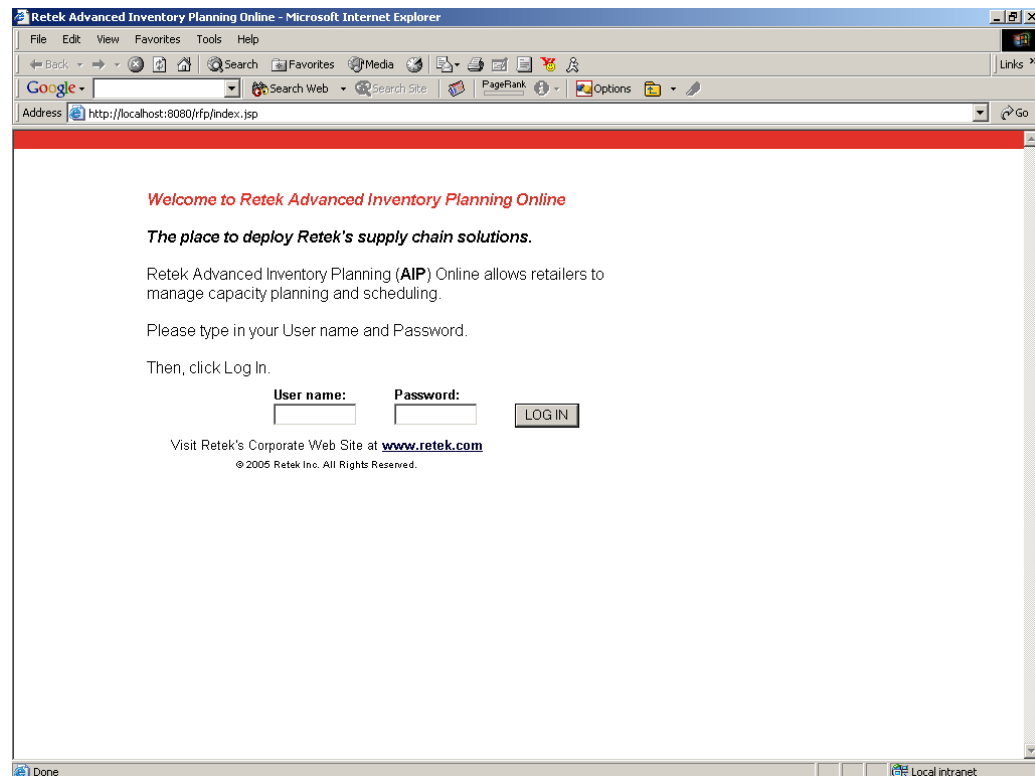 Retek Advanced Inventory Planning Online - Microsoft Internet Explorer
File Edit View Favorites Tools Help
Back Search Favorites Media Links »
Google Search Web Search Site PageRank Options
Address http://localhost:8080/rfp/index.jsp Go
Welcome to Retek Advanced Inventory Planning Online
The place to deploy Retek's supply chain solutions.
Retek Advanced Inventory Planning (AIP) Online allows retailers to
manage capacity planning and scheduling.
Please type in your User name and Password.
Then, click Log In.
User name: Password:
LOG IN
Visit Retek's Corporate Web Site at www.retek.com
© 2005 Retek Inc. All Rights Reserved.
Done Local intranet